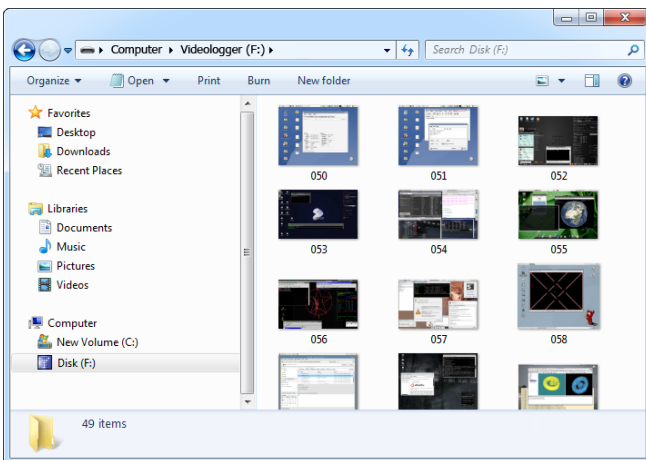 Computer Videologger (F:)
Search Disk (F:)
Organize Open Print Burn New folder
Favorites
Desktop
Downloads
Recent Places
Libraries
Documents
Music
Pictures
Videos
Computer
New Volume (C:)
Disk (F:)
050 051 052
053 054 055
056 057 058
49 items